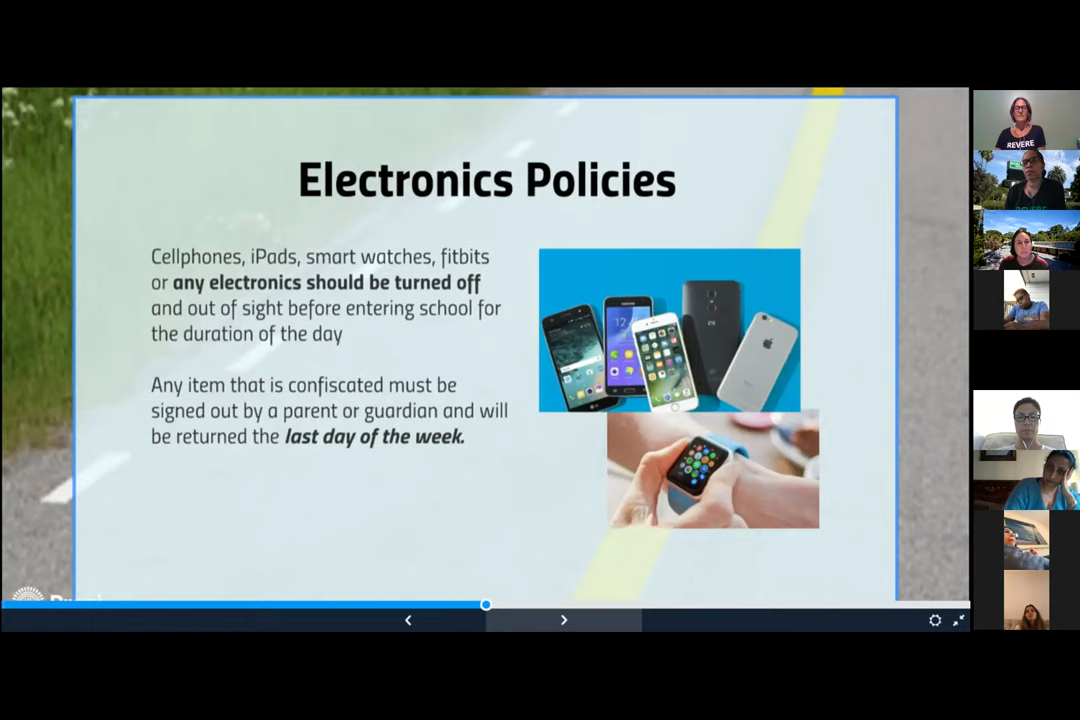 Electronics Policies
Cellphones, iPads, smart watches, fitbits
or any electronics should be turned off
and out of sight before entering school for
the duration of the day
Any item that is confiscated must be
signed out by a parent or guardian and will
be returned the last day of the week.
REVERE
REVERE